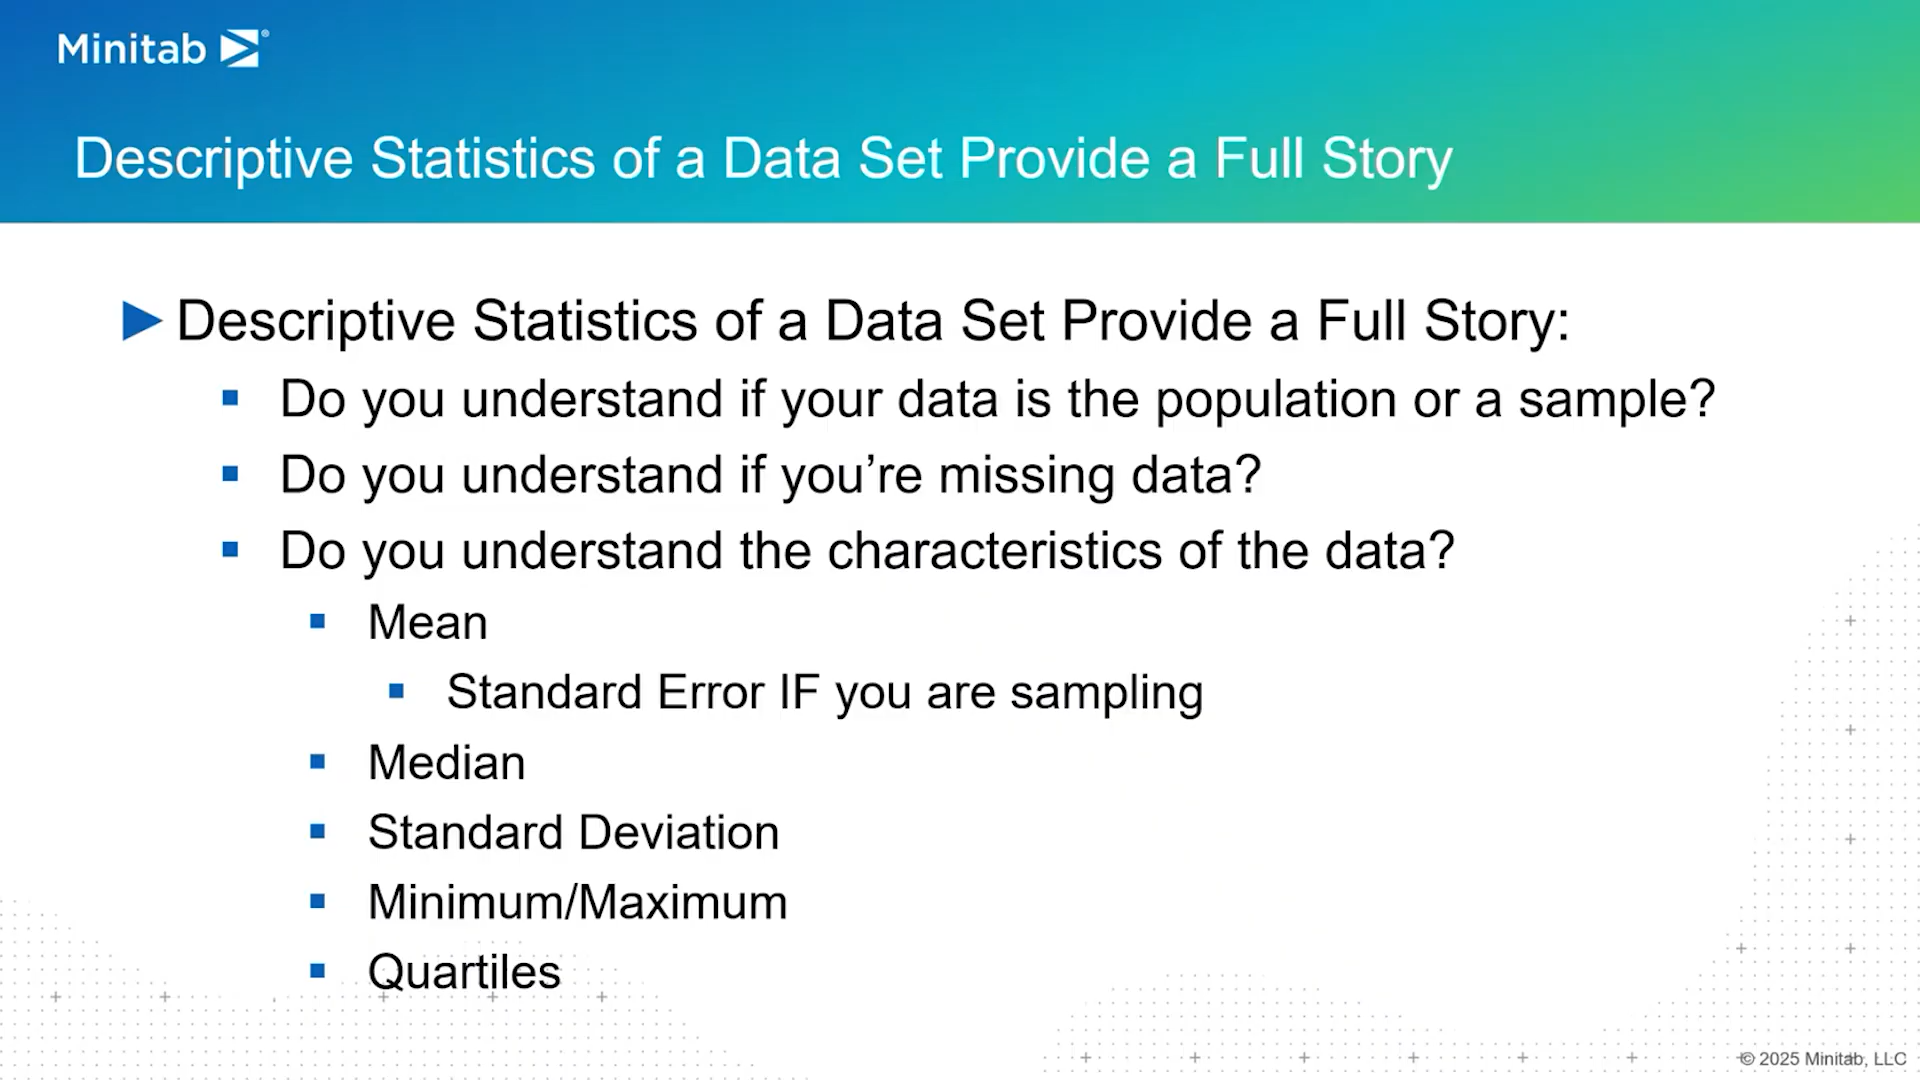 Minitab
Descriptive Statistics of a Data Set Provide a Full Story
Descriptive Statistics of a Data Set Provide a Full Story:
Do you understand if your data is the population or a sample?
Do you understand if you’re missing data?
Do you understand the characteristics of the data?
Mean
Standard Error IF you are sampling
Median
Standard Deviation
Minimum/Maximum
Quartiles
© 2025 Minitab, LLC